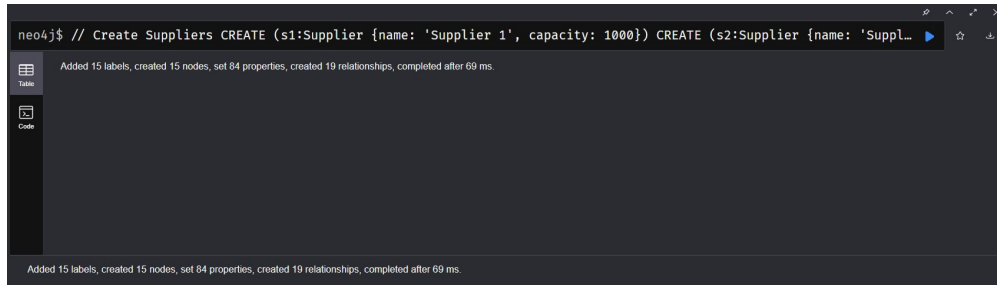 neo4j$ // Create Suppliers CREATE (s1:Supplier {name: 'Supplier 1', capacity: 1000}) CREATE (s2:Supplier {name: 'Suppl…
Table
Added 15 labels, created 15 nodes, set 84 properties, created 19 relationships, completed after 69 ms.
Code
Added 15 labels, created 15 nodes, set 84 properties, created 19 relationships, completed after 69 ms.